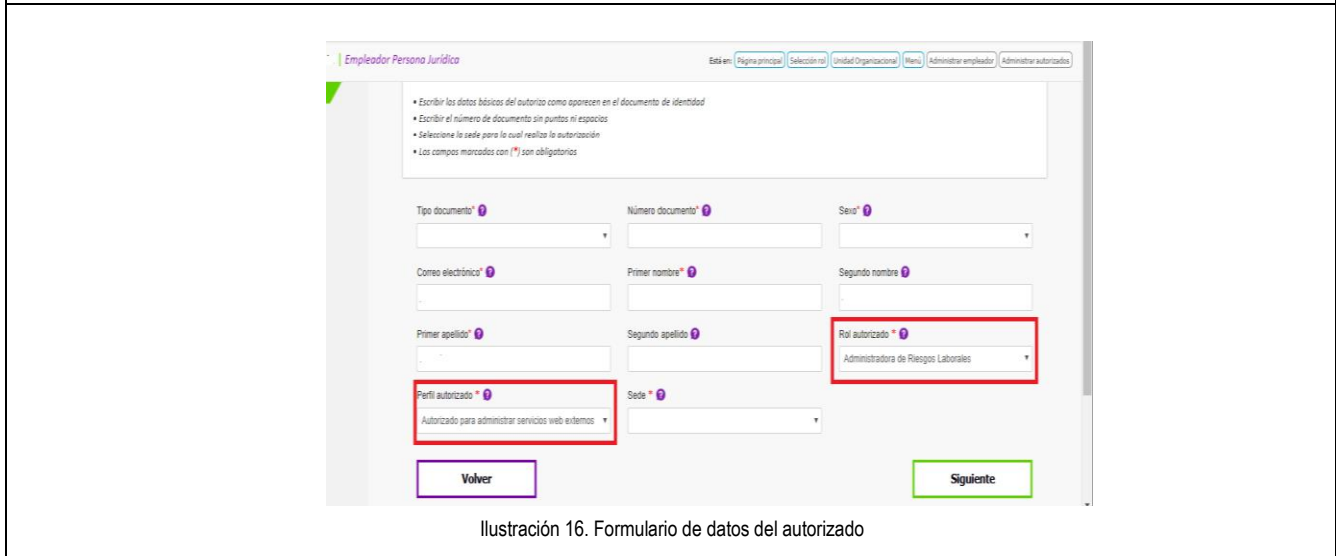 Empleador Persona Jurídica
Está en: Página principal Selección rol Unidad Organizacional Menú Administrar empleador Administrar autorizados
• Escribir los datos básicos del autorizo como aparecen en el documento de identidad
• Escribir el número de documento sin puntos ni espacios
• Seleccione la sede para la cual realiza la autorización
• Los campos marcados con (*) son obligatorios
Tipo documento* ? Número documento* ? Sexo* ?
Correo electrónico* ? Primer nombre* ? Segundo nombre ?
Primer apellido* ? Segundo apellido ? Rol autorizado * ?
Administradora de Riesgos Laborales
Perfil autorizado * ? Sede * ?
Autorizado para administrar servicios web externos
Volver Siguiente
Ilustración 16. Formulario de datos del autorizado